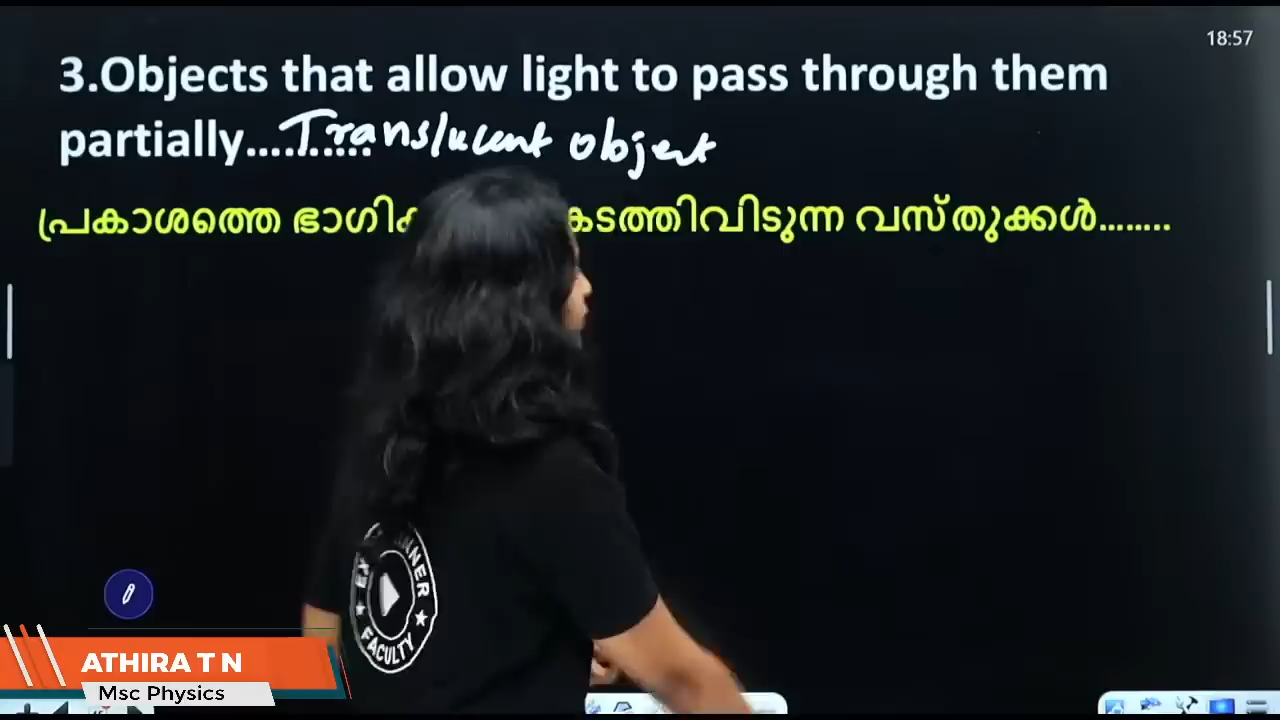 18:57
3.Objects that allow light to pass through them
partially.......... Translucent object
പ്രകാശത്തെ കടത്തിവിടുന്ന വസ്തുക്കൾ........
FACULTY
ATHIRA T N
Msc Physics